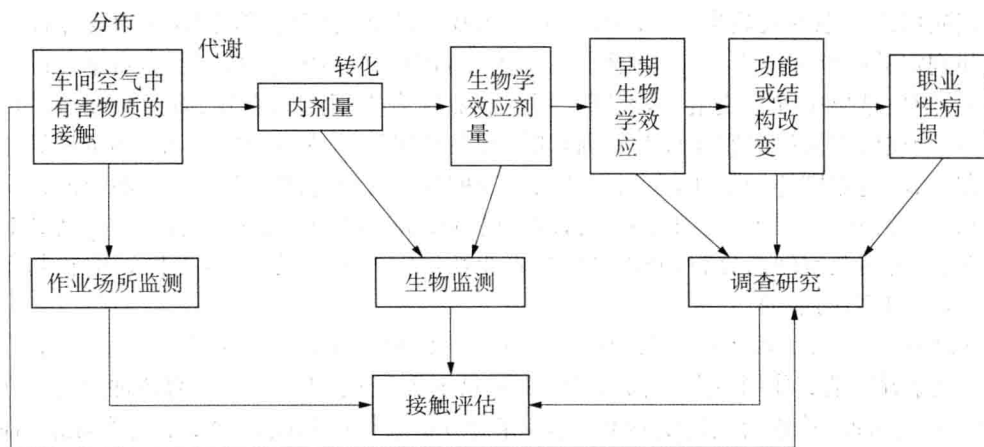 分布
代谢
转化
车间空气中
有害物质的
接触
内剂量
生物学
效应剂
量
早期
生物
学效
应
功能
或结
构改
变
职业
性病
损
作业场所监测
生物监测
调查研究
接触评估